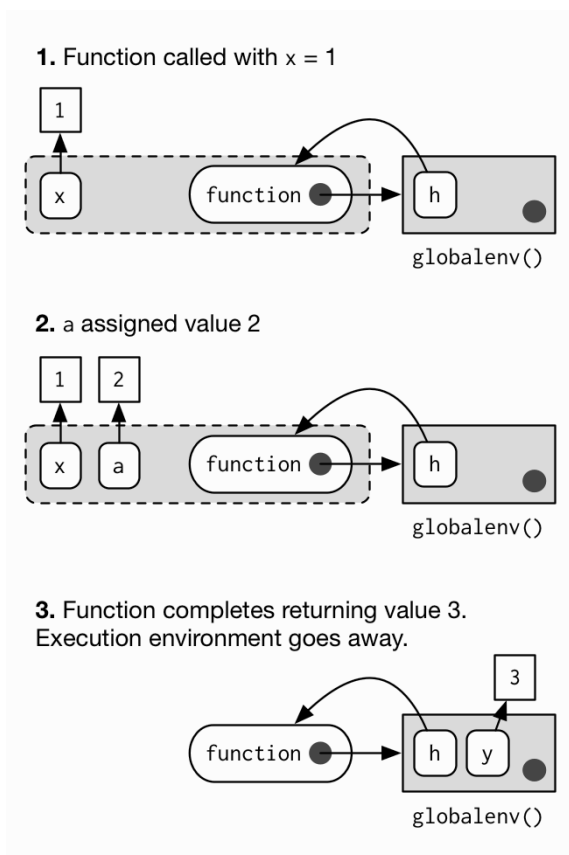 1. Function called with x = 1
1
x
function
h
globalenv()
2. a assigned value 2
1 2
x a
function
h
globalenv()
3. Function completes returning value 3.
Execution environment goes away.
3
function
h y
globalenv()